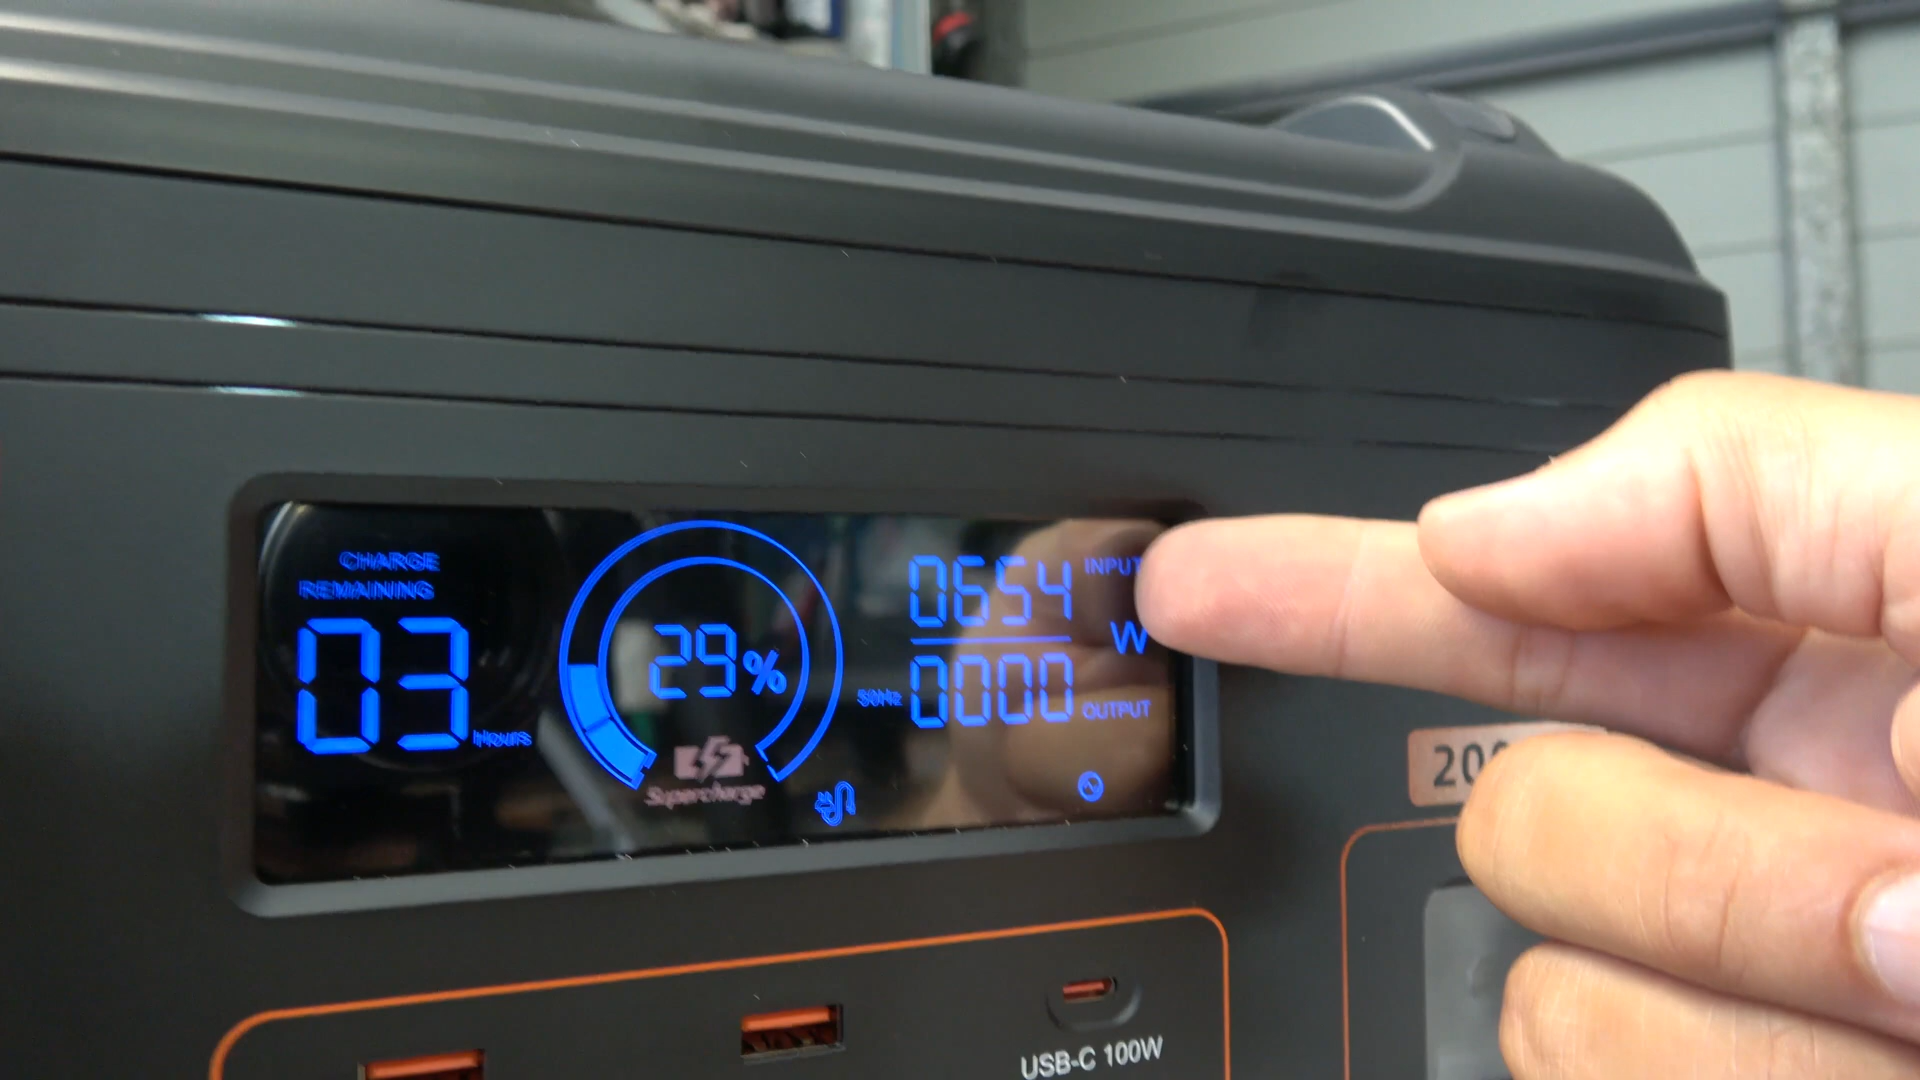 CHARGE
REMAINING
03 Hours
29%
Supercharge
0654 INPUT
W
50Hz 0000 OUTPUT
USB-C 100W